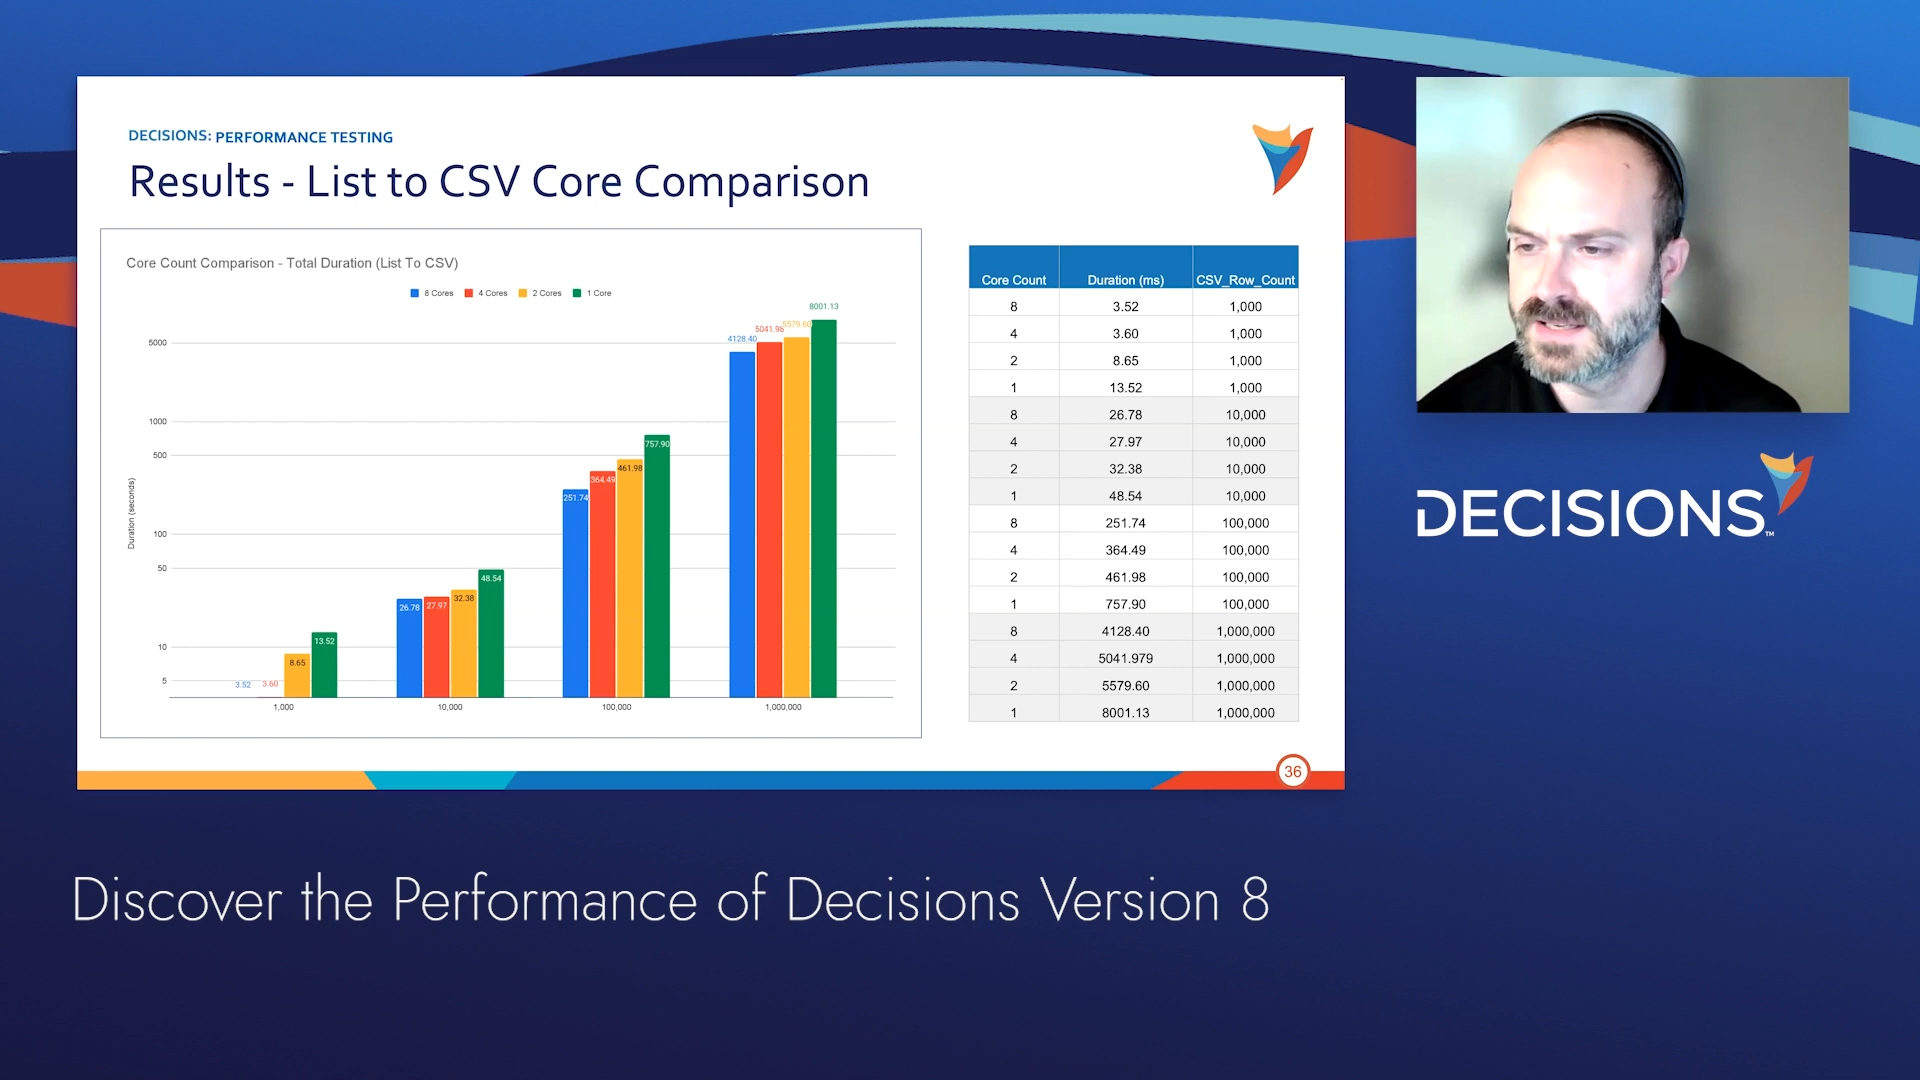 DECISIONS: PERFORMANCE TESTING
Results - List to CSV Core Comparison
Core Count Comparison - Total Duration (List To CSV)
8 Cores 4 Cores 2 Cores 1 Core
Duration (seconds)
5000
1000
500
100
50
10
5
3.52 3.60 8.65 13.52
26.78 27.97 32.38 48.54
251.74 364.49 461.98 757.90
4128.40 5041.98 5579.60 8001.13
1,000 10,000 100,000 1,000,000
Core Count Duration (ms) CSV_Row_Count
8 3.52 1,000
4 3.60 1,000
2 8.65 1,000
1 13.52 1,000
8 26.78 10,000
4 27.97 10,000
2 32.38 10,000
1 48.54 10,000
8 251.74 100,000
4 364.49 100,000
2 461.98 100,000
1 757.90 100,000
8 4128.40 1,000,000
4 5041.979 1,000,000
2 5579.60 1,000,000
1 8001.13 1,000,000
36
DECISIONS™
Discover the Performance of Decisions Version 8